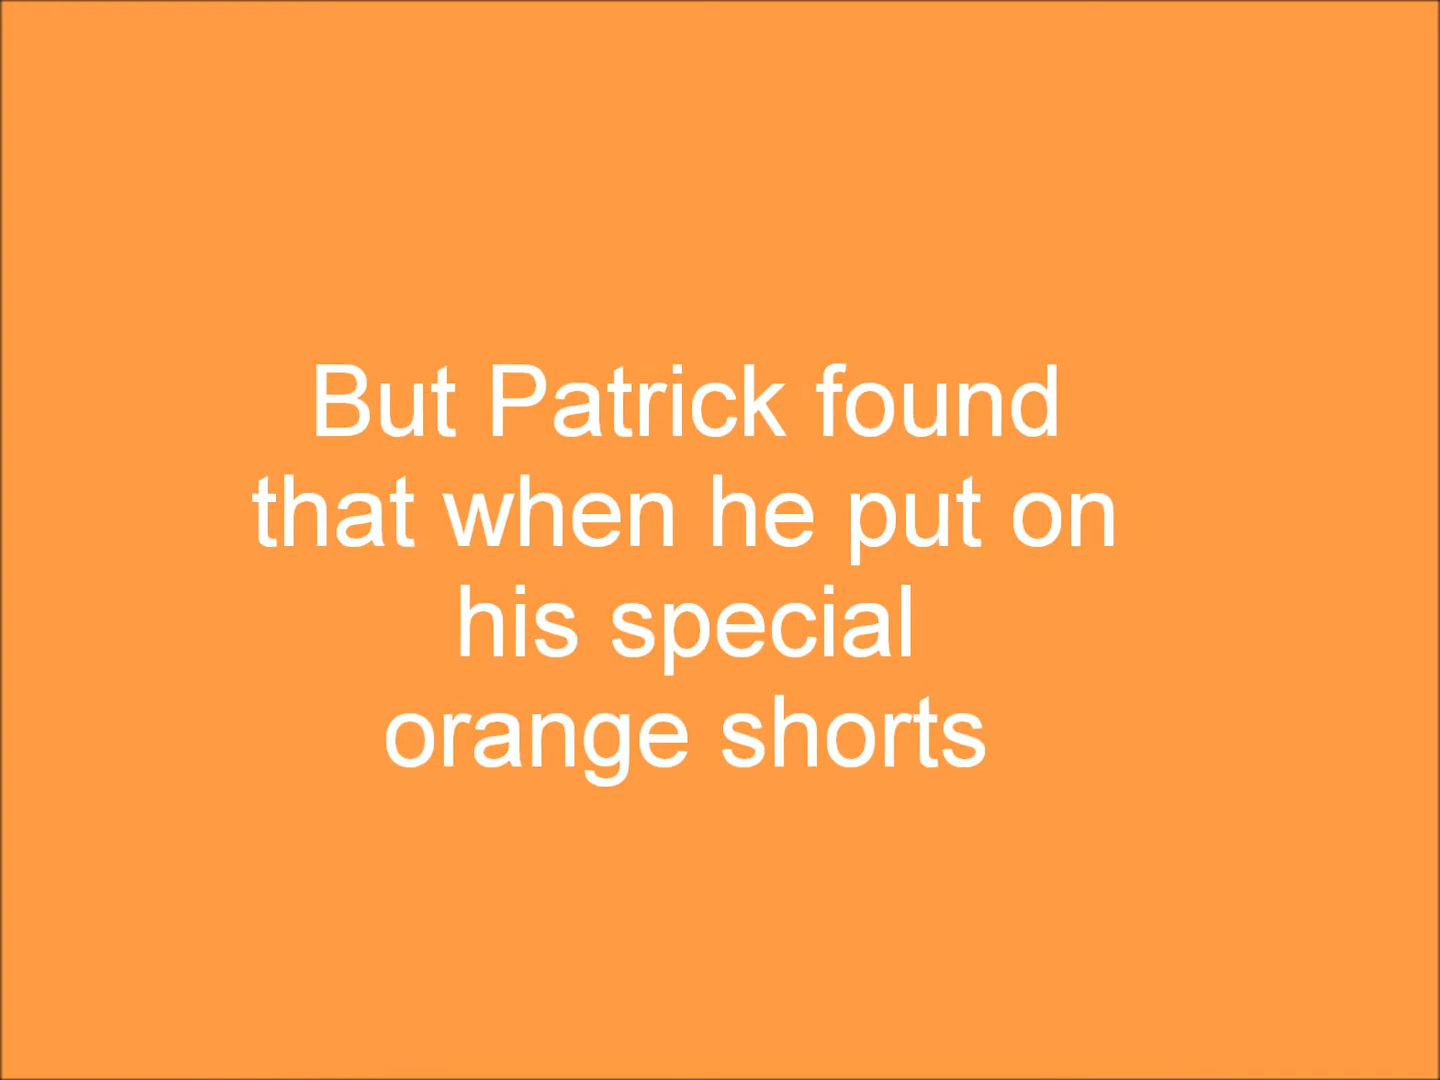 But Patrick found
that when he put on
his special
orange shorts